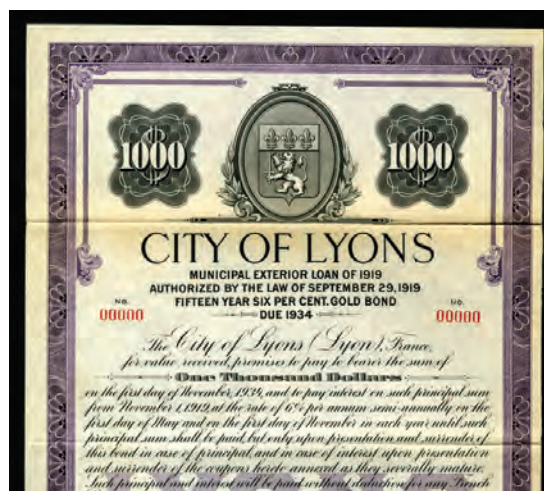 1000 1000
CITY OF LYONS
MUNICIPAL EXTERIOR LOAN OF 1919
AUTHORIZED BY THE LAW OF SEPTEMBER 29, 1919
FIFTEEN YEAR SIX PER CENT. GOLD BOND
DUE 1934
No. 00000
No. 00000
The City of Lyons (Lyon), France,
for value received, promises to pay to bearer the sum of
One Thousand Dollars
on the first day of November, 1934, and to pay interest on such principal sum
from November 1, 1919, at the rate of 6% per annum semi-annually on the
first day of May and on the first day of November in each year until such
principal sum shall be paid, but only upon presentation and surrender of
this bond in case of principal, and in case of interest upon presentation
and surrender of the coupons hereto annexed as they severally mature.
Such principal and interest will be paid without deduction for any French